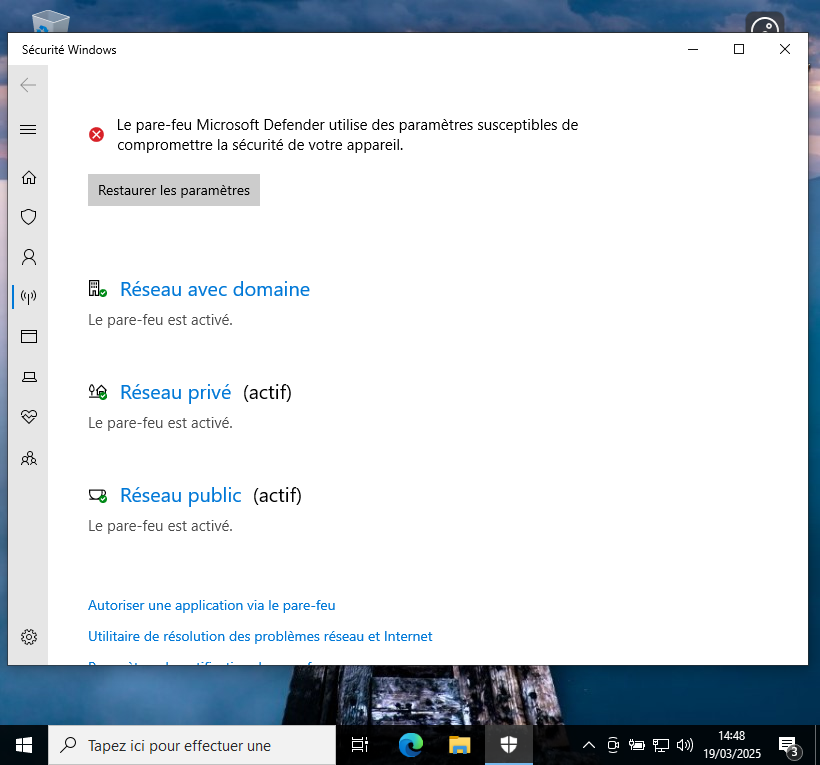 Sécurité Windows
Le pare-feu Microsoft Defender utilise des paramètres susceptibles de
compromettre la sécurité de votre appareil.
Restaurer les paramètres
Réseau avec domaine
Le pare-feu est activé.
Réseau privé (actif)
Le pare-feu est activé.
Réseau public (actif)
Le pare-feu est activé.
Autoriser une application via le pare-feu
Utilitaire de résolution des problèmes réseau et Internet
Tapez ici pour effectuer une
14:48
19/03/2025
3